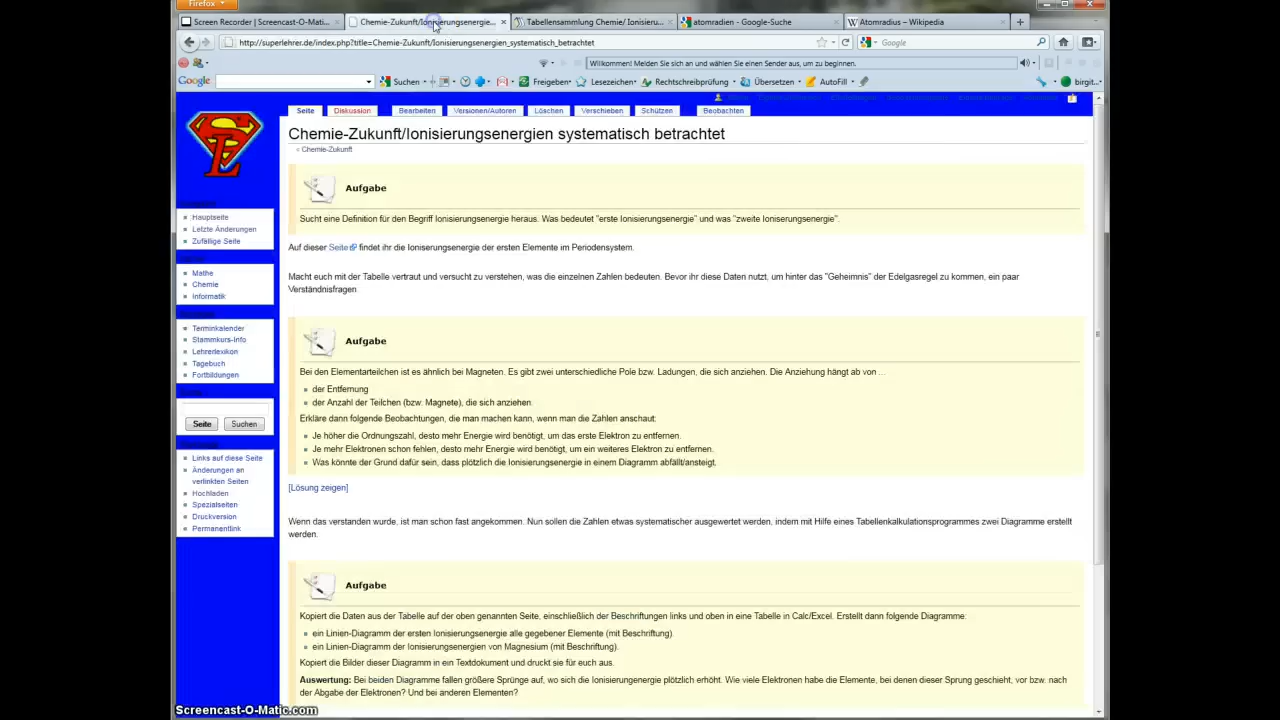 Firefox
Screen Recorder | Screencast-O-Mati...
Chemie-Zukunft/Ionisierungsenergie...
Tabellensammlung Chemie/ Ionisieru...
atomradien - Google-Suche
Atomradius – Wikipedia
http://superlehrer.de/index.php?title=Chemie-Zukunft/Ionisierungsenergien_systematisch_betrachtet
Google
Willkommen! Melden Sie sich an und wählen Sie einen Sender aus, um zu beginnen.
Google
Suchen
Freigeben
Lesezeichen
Rechtschreibprüfung
Übersetzen
AutoFill
birgit...
Seite
Diskussion
Bearbeiten
Versionen/Autoren
Löschen
Verschieben
Schützen
Beobachten
Chemie-Zukunft/Ionisierungsenergien systematisch betrachtet
< Chemie-Zukunft
Hauptseite
Letzte Änderungen
Zufällige Seite
Mathe
Chemie
Informatik
Terminkalender
Stammkurs-Info
Lehrerlexikon
Tagebuch
Fortbildungen
Seite
Suchen
Links auf diese Seite
Änderungen an
verlinkten Seiten
Hochladen
Spezialseiten
Druckversion
Permanentlink
Aufgabe
Sucht eine Definition für den Begriff Ionisierungsenergie heraus. Was bedeutet "erste Ionisierungsenergie" und was "zweite Ioniserungsenergie".
Auf dieser Seite findet ihr die Ioniserungsenergie der ersten Elemente im Periodensystem.
Macht euch mit der Tabelle vertraut und versucht zu verstehen, was die einzelnen Zahlen bedeuten. Bevor ihr diese Daten nutzt, um hinter das "Geheimnis" der Edelgasregel zu kommen, ein paar
Verständnisfragen
Aufgabe
Bei den Elementarteilchen ist es ähnlich bei Magneten. Es gibt zwei unterschiedliche Pole bzw. Ladungen, die sich anziehen. Die Anziehung hängt ab von ...
der Entfernung
der Anzahl der Teilchen (bzw. Magnete), die sich anziehen.
Erkläre dann folgende Beobachtungen, die man machen kann, wenn man die Zahlen anschaut:
Je höher die Ordnungszahl, desto mehr Energie wird benötigt, um das erste Elektron zu entfernen.
Je mehr Elektronen schon fehlen, desto mehr Energie wird benötigt, um ein weiteres Elektron zu entfernen.
Was könnte der Grund dafür sein, dass plötzlich die Ionisierungsenergie in einem Diagramm abfällt/ansteigt.
[Lösung zeigen]
Wenn das verstanden wurde, ist man schon fast angekommen. Nun sollen die Zahlen etwas systematischer ausgewertet werden, indem mit Hilfe eines Tabellenkalkulationsprogrammes zwei Diagramme erstellt
werden.
Aufgabe
Kopiert die Daten aus der Tabelle auf der oben genannten Seite, einschließlich der Beschriftungen links und oben in eine Tabelle in Calc/Excel. Erstellt dann folgende Diagramme:
ein Linien-Diagramm der ersten Ionisierungsenergie alle gegebener Elemente (mit Beschriftung).
ein Linien-Diagramm der Ionisierungsenergien von Magnesium (mit Beschriftung).
Kopiert die Bilder dieser Diagramm in ein Textdokument und druckt sie für euch aus.
Auswertung: Bei beiden Diagramme fallen größere Sprünge auf, wo sich die Ionisierungenergie plötzlich erhöht. Wie viele Elektronen habe die Elemente, bei denen dieser Sprung geschieht, vor bzw. nach
der Abgabe der Elektronen? Und bei anderen Elementen?
Screencast-O-Matic.com